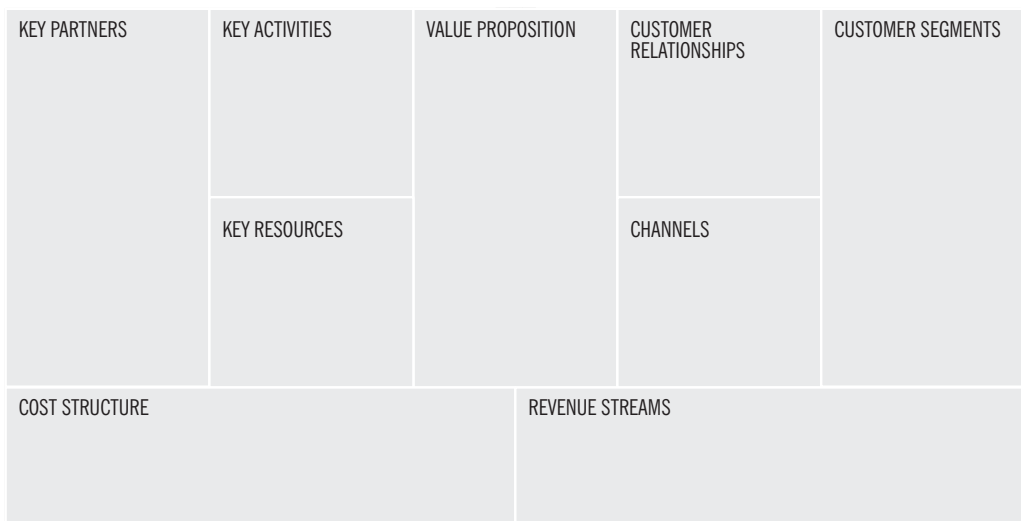 KEY PARTNERS
KEY ACTIVITIES
VALUE PROPOSITION
CUSTOMER
RELATIONSHIPS
CUSTOMER SEGMENTS
KEY RESOURCES
CHANNELS
COST STRUCTURE
REVENUE STREAMS